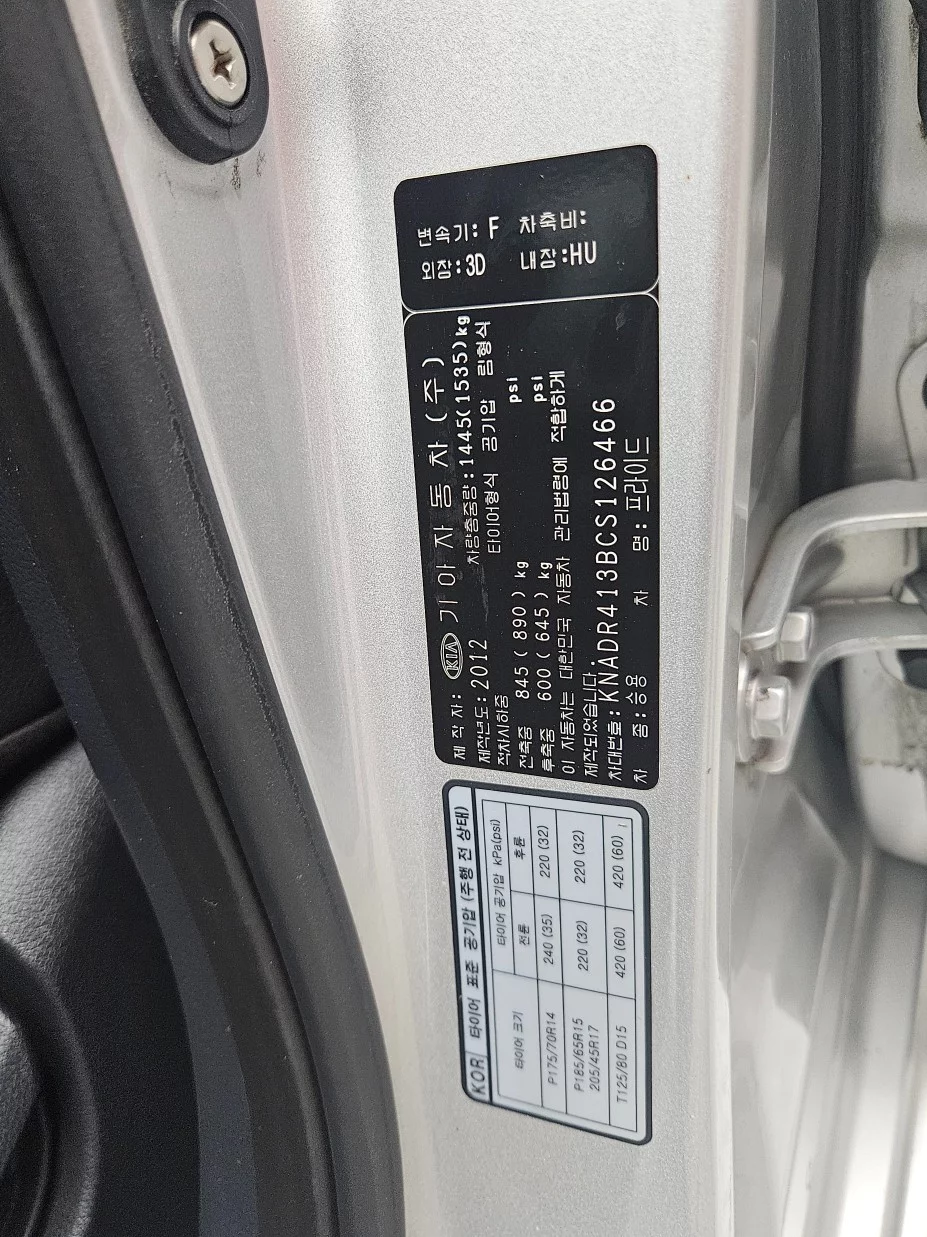 변속기: F 차축비:
외장:3D 내장:HU
제 작 자: KIA 기 아 자 동 차 (주)
제작년도:2012 차량총중량:1445(1535)kg
적차시하중 타이어형식 공기압 림형식
전축중 845 ( 890 ) kg psi
후축중 600 ( 645 ) kg psi
이 자동차는 대한민국 자동차 관리법령에 적합하게
제작되었습니다.
차대번호:KNADR413BCS126466
차 종:승용 차 명:프라이드
KOR 타이어 표준 공기압 (주행 전 상태)
타이어 크기 타이어 공기압 kPa(psi)
전륜 후륜
P175/70R14 240 (35) 220 (32)
P185/65R15 220 (32) 220 (32)
205/45R17
T125/80 D15 420 (60) 420 (60)